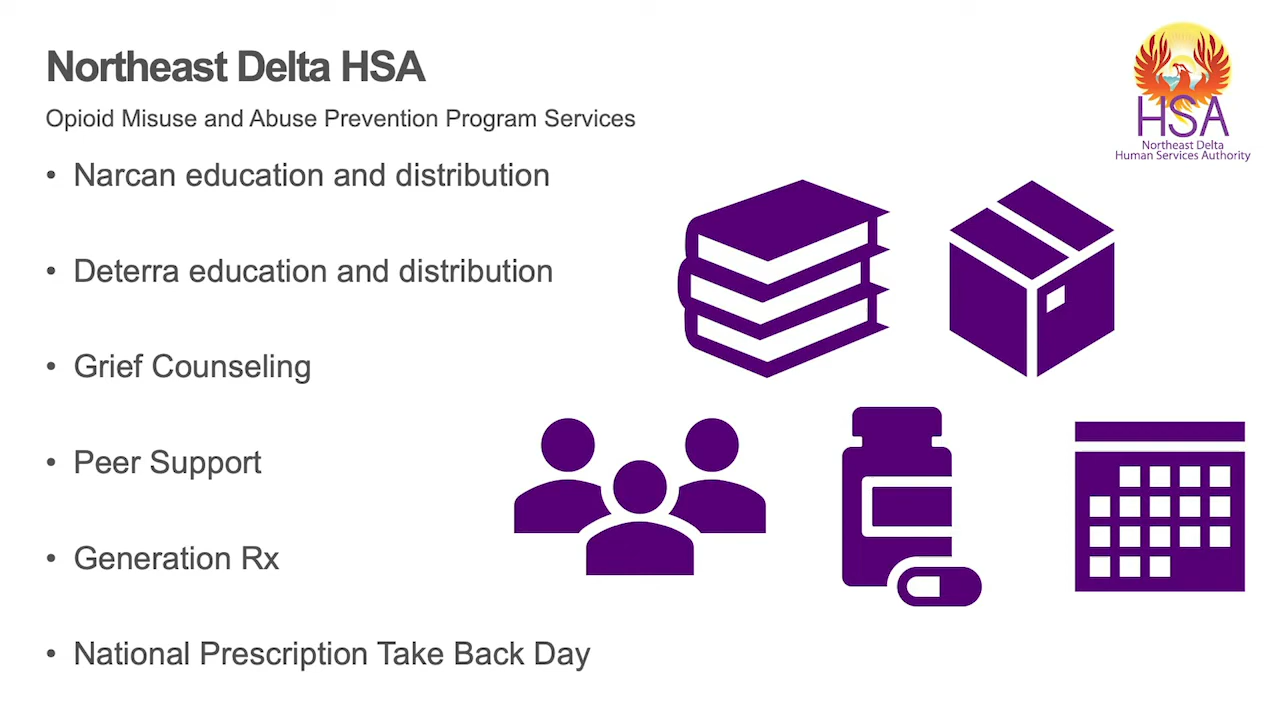 Northeast Delta HSA
Opioid Misuse and Abuse Prevention Program Services
• Narcan education and distribution
• Deterra education and distribution
• Grief Counseling
• Peer Support
• Generation Rx
• National Prescription Take Back Day
HSA
Northeast Delta
Human Services Authority